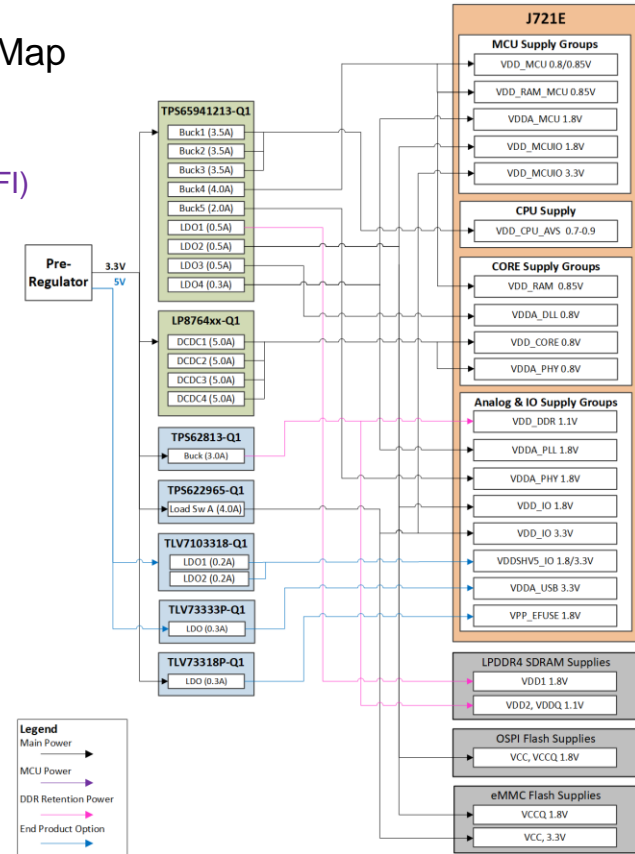 Map
FI)
Pre-
Regulator
3.3V
5V
TPS65941213-Q1
Buck1 (3.5A)
Buck2 (3.5A)
Buck3 (3.5A)
Buck4 (4.0A)
Buck5 (2.0A)
LDO1 (0.5A)
LDO2 (0.5A)
LDO3 (0.5A)
LDO4 (0.3A)
LP8764xx-Q1
DCDC1 (5.0A)
DCDC2 (5.0A)
DCDC3 (5.0A)
DCDC4 (5.0A)
TPS62813-Q1
Buck (3.0A)
TPS622965-Q1
Load Sw A (4.0A)
TLV7103318-Q1
LDO1 (0.2A)
LDO2 (0.2A)
TLV73333P-Q1
LDO (0.3A)
TLV73318P-Q1
LDO (0.3A)
J721E
MCU Supply Groups
VDD_MCU 0.8/0.85V
VDD_RAM_MCU 0.85V
VDDA_MCU 1.8V
VDD_MCUIO 1.8V
VDD_MCUIO 3.3V
CPU Supply
VDD_CPU_AVS 0.7-0.9
CORE Supply Groups
VDD_RAM 0.85V
VDDA_DLL 0.8V
VDD_CORE 0.8V
VDDA_PHY 0.8V
Analog & IO Supply Groups
VDD_DDR 1.1V
VDDA_PLL 1.8V
VDDA_PHY 1.8V
VDD_IO 1.8V
VDD_IO 3.3V
VDDSHV5_IO 1.8/3.3V
VDDA_USB 3.3V
VPP_EFUSE 1.8V
LPDDR4 SDRAM Supplies
VDD1 1.8V
VDD2, VDDQ 1.1V
OSPI Flash Supplies
VCC, VCCQ 1.8V
eMMC Flash Supplies
VCCQ 1.8V
VCC, 3.3V
Legend
Main Power
MCU Power
DDR Retention Power
End Product Option